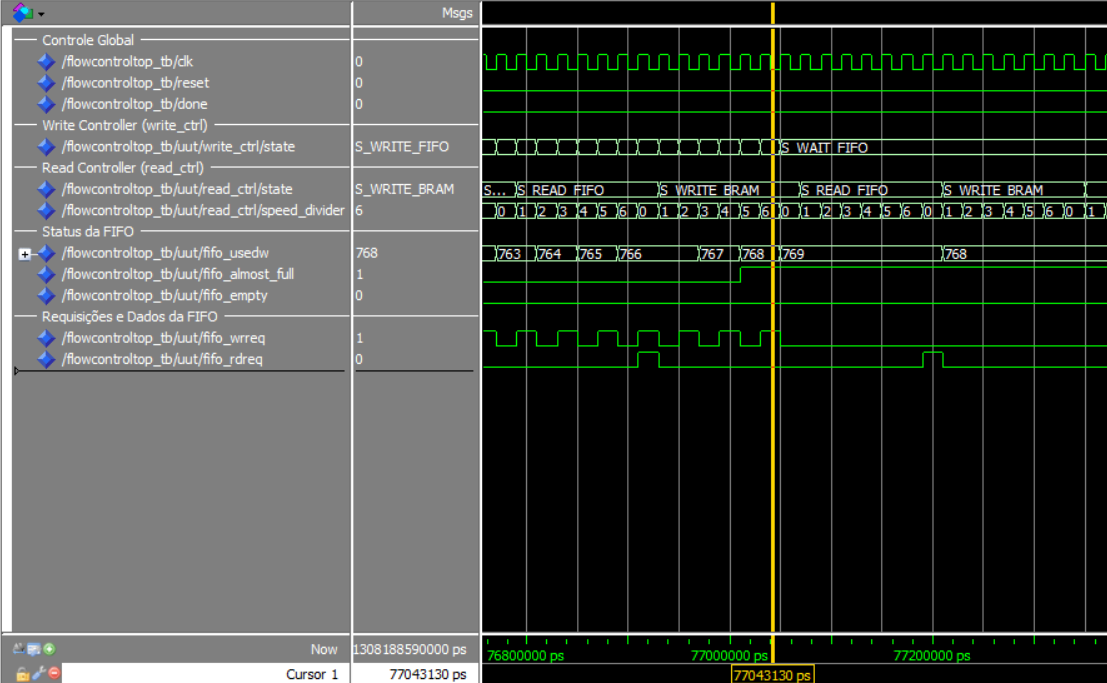 Msgs
Controle Global
/flowcontroltop_tb/clk 0
/flowcontroltop_tb/reset 0
/flowcontroltop_tb/done 0
Write Controller (write_ctrl)
/flowcontroltop_tb/uut/write_ctrl/state S_WRITE_FIFO S_WAIT_FIFO
Read Controller (read_ctrl)
/flowcontroltop_tb/uut/read_ctrl/state S_WRITE_BRAM S... S_READ_FIFO S_WRITE_BRAM S_READ_FIFO S_WRITE_BRAM
/flowcontroltop_tb/uut/read_ctrl/speed_divider 6 0 1 2 3 4 5 6 0 1 2 3 4 5 6 0 1 2 3 4 5 6 0 1 2 3 4 5 6 0 1
Status da FIFO
/flowcontroltop_tb/uut/fifo_usedw 768 763 764 765 766 767 768 769 768
/flowcontroltop_tb/uut/fifo_almost_full 1
/flowcontroltop_tb/uut/fifo_empty 0
Requisições e Dados da FIFO
/flowcontroltop_tb/uut/fifo_wrreq 1
/flowcontroltop_tb/uut/fifo_rdreq 0
Now 1308188590000 ps 76800000 ps 77000000 ps 77200000 ps
Cursor 1 77043130 ps 77043130 ps